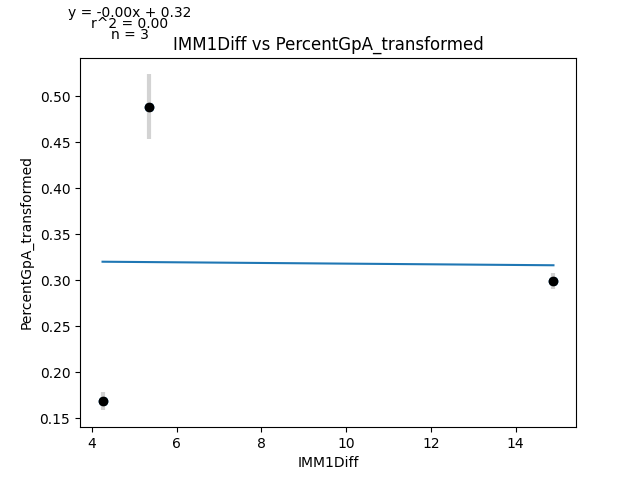 y = -0.00x + 0.32
r^2 = 0.00
n = 3
IMM1Diff vs PercentGpA_transformed
PercentGpA_transformed
0.50
0.45
0.40
0.35
0.30
0.25
0.20
0.15
4 6 8 10 12 14
IMM1Diff